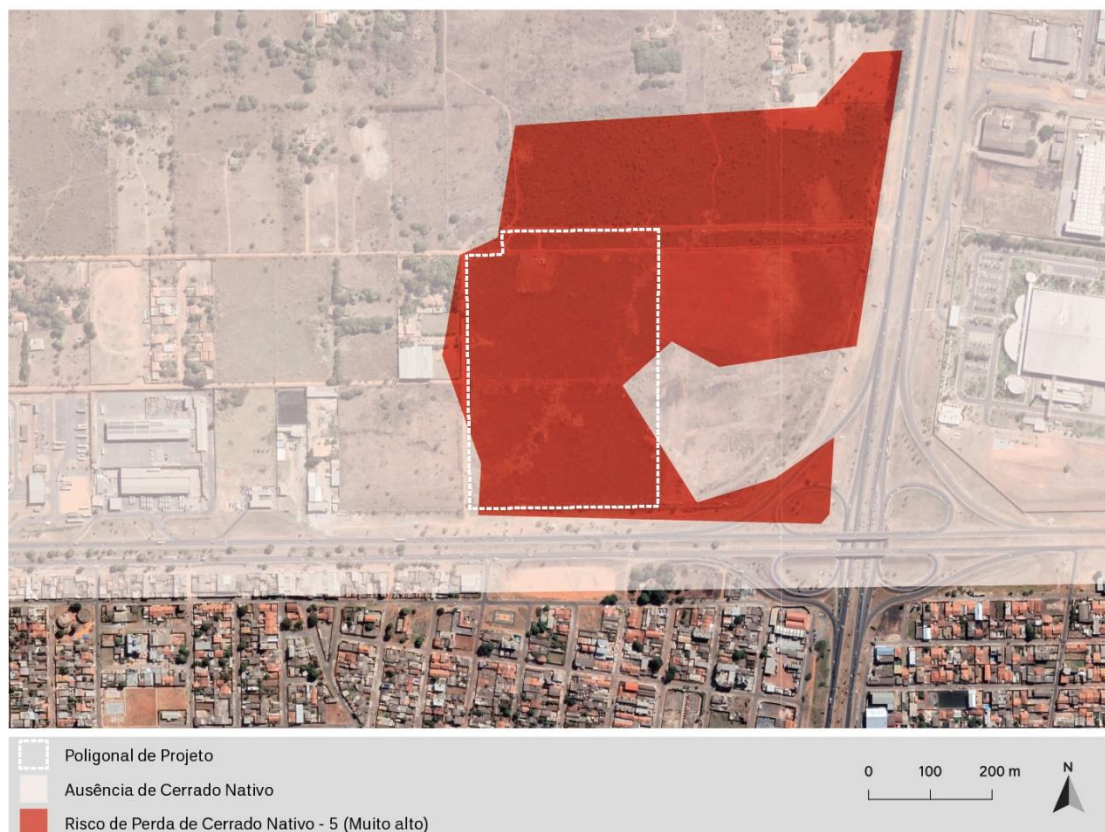 Poligonal de Projeto
Ausência de Cerrado Nativo
Risco de Perda de Cerrado Nativo - 5 (Muito alto)
0 100 200 m
N